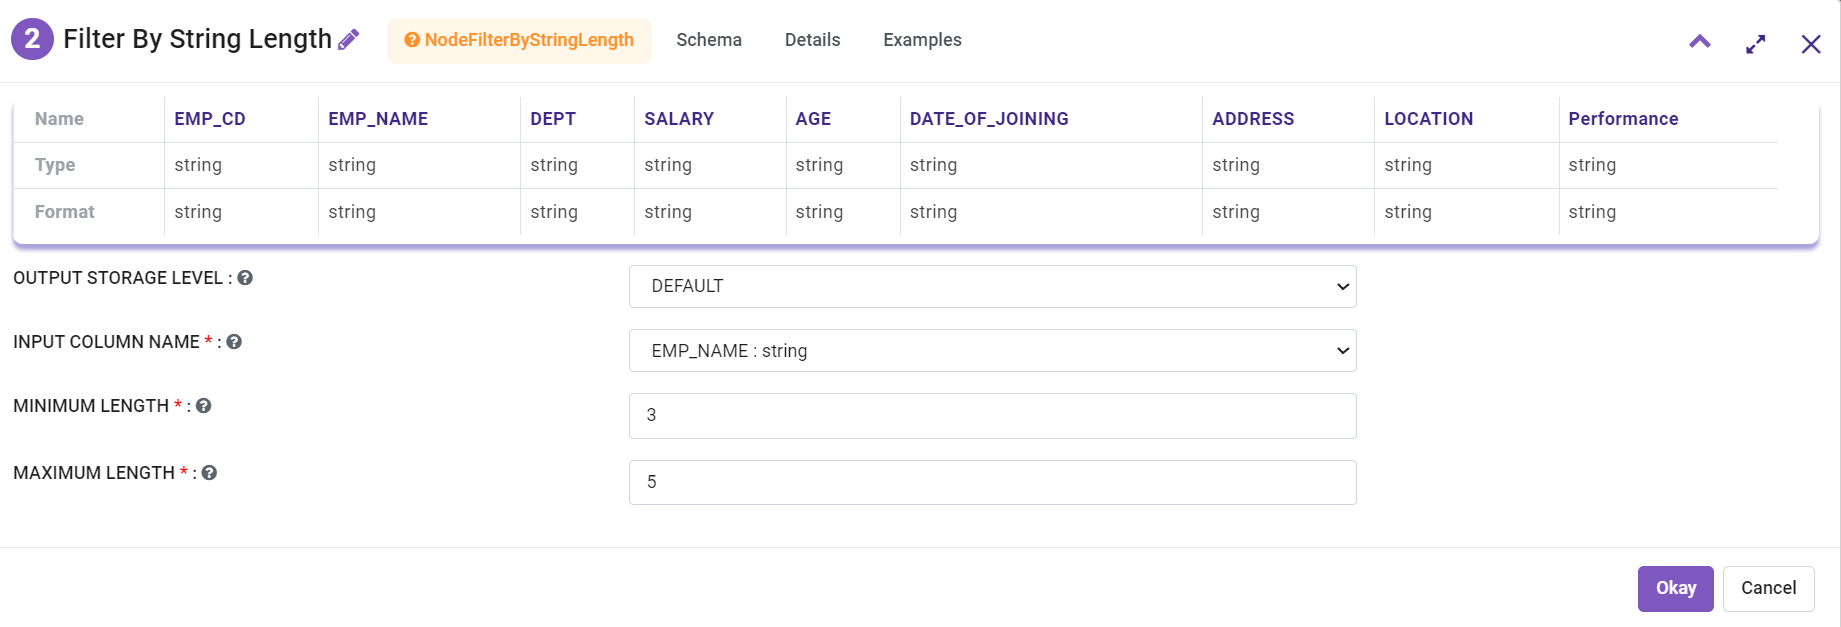 2 Filter By String Length NodeFilterByStringLength Schema Details Examples
Name EMP_CD EMP_NAME DEPT SALARY AGE DATE_OF_JOINING ADDRESS LOCATION Performance
Type string string string string string string string string string
Format string string string string string string string string string
OUTPUT STORAGE LEVEL : DEFAULT
INPUT COLUMN NAME * : EMP_NAME : string
MINIMUM LENGTH * : 3
MAXIMUM LENGTH * : 5
Okay Cancel